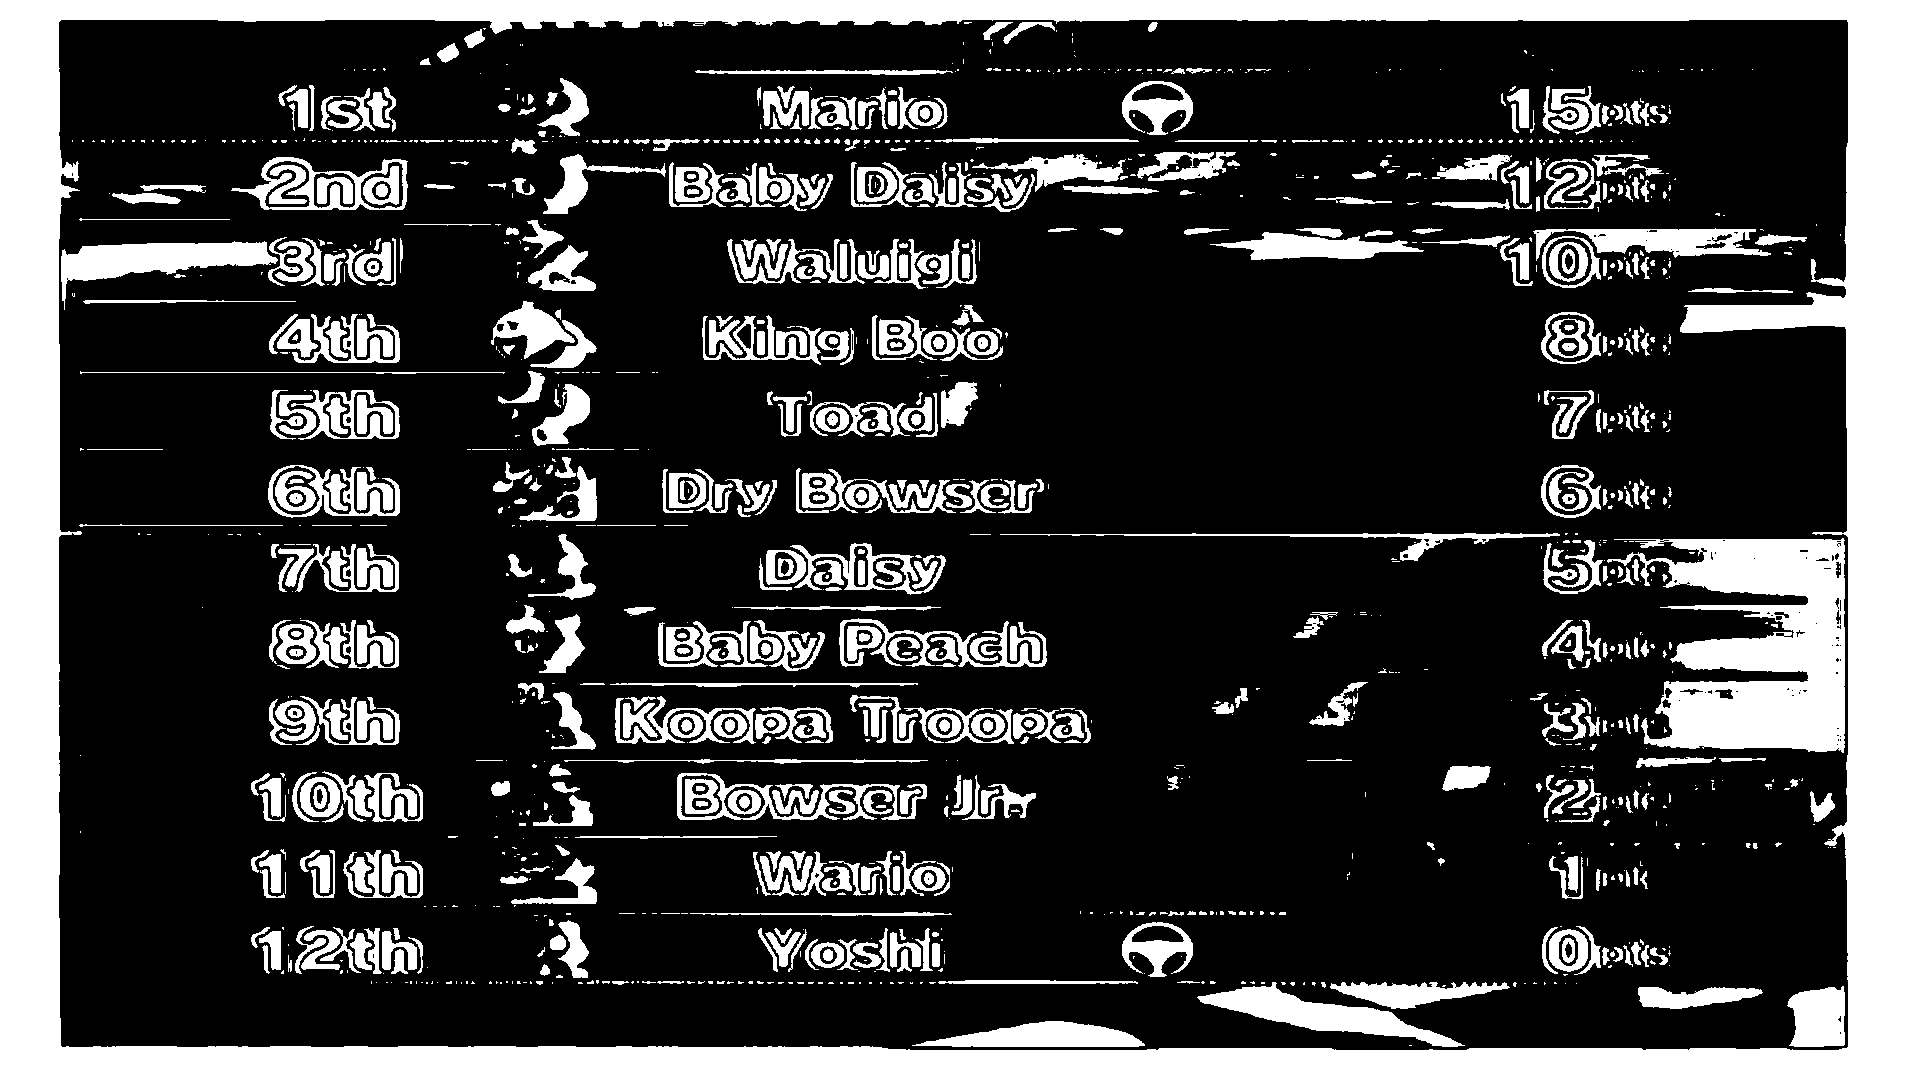 1st Mario 15pts
2nd Baby Daisy 12pts
3rd Waluigi 10pts
4th King Boo 8pts
5th Toad 7pts
6th Dry Bowser 6pts
7th Daisy 5pts
8th Baby Peach 4pts
9th Koopa Troopa 3pts
10th Bowser Jr. 2pts
11th Wario 1pt
12th Yoshi 0pts